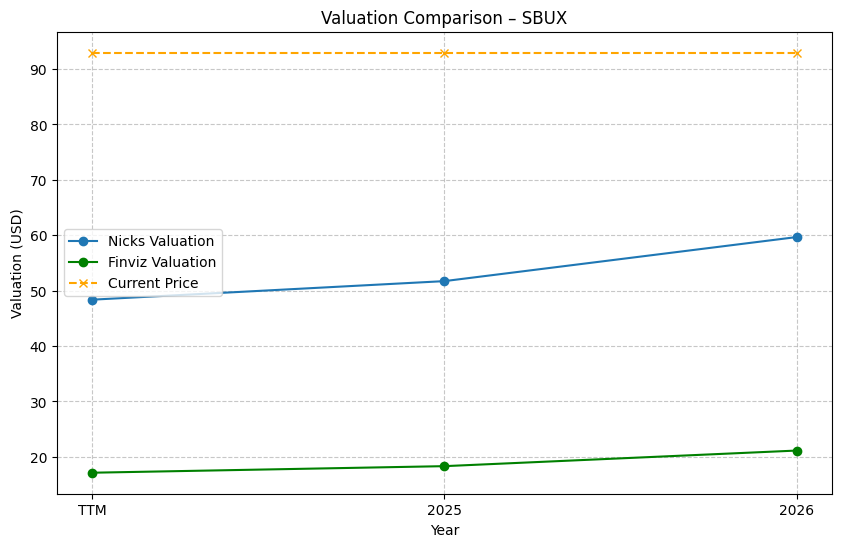 Valuation Comparison – SBUX
Valuation (USD)
90
80
70
60
50
40
30
20
Nicks Valuation
Finviz Valuation
Current Price
TTM
2025
2026
Year